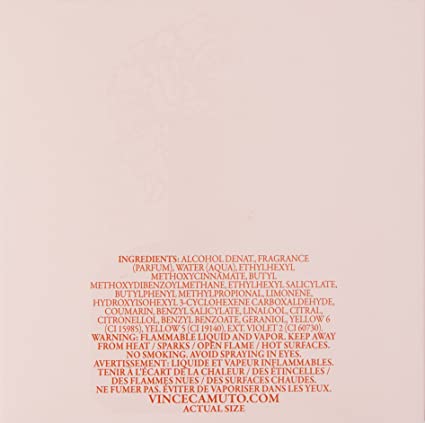 INGREDIENTS: ALCOHOL DENAT., FRAGRANCE
(PARFUM), WATER (AQUA), ETHYLHEXYL
METHOXYCINNAMATE, BUTYL
METHOXYDIBENZOYLMETHANE, ETHYLHEXYL SALICYLATE,
BUTYLPHENYL METHYLPROPIONAL, LIMONENE,
HYDROXYISOHEXYL 3-CYCLOHEXENE CARBOXALDEHYDE,
COUMARIN, BENZYL SALICYLATE, LINALOOL, CITRAL,
CITRONELLOL, BENZYL BENZOATE, GERANIOL, YELLOW 6
(CI 15985), YELLOW 5 (CI 19140), EXT. VIOLET 2 (CI 60730).
WARNING: FLAMMABLE LIQUID AND VAPOR. KEEP AWAY
FROM HEAT / SPARKS / OPEN FLAME / HOT SURFACES.
NO SMOKING. AVOID SPRAYING IN EYES.
AVERTISSEMENT: LIQUIDE ET VAPEUR INFLAMMABLES.
TENIR À L'ÉCART DE LA CHALEUR / DES ÉTINCELLES /
DES FLAMMES NUES / DES SURFACES CHAUDES.
NE FUMER PAS. ÉVITER DE VAPORISER DANS LES YEUX.
VINCECAMUTO.COM
ACTUAL SIZE